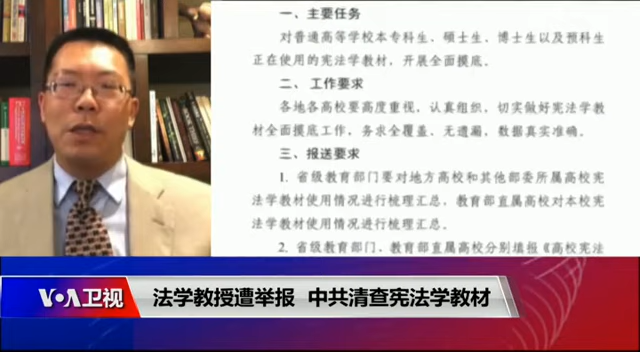 一、主要任务
对普通高等学校本专科生、硕士生、博士生以及预科生
正在使用的宪法学教材，开展全面摸底。
二、工作要求
各地各高校要高度重视、认真组织，切实做好宪法学教
材全面摸底工作，务求全覆盖、无遗漏，数据真实准确。
三、报送要求
1. 省级教育部门要对地方高校和其他部委所属高校宪
法学教材使用情况进行梳理汇总，教育部直属高校对本校宪
法学教材使用情况进行梳理汇总。
2. 省级教育部门、教育部直属高校分别填报《高校宪法
VOA卫视
法学教授遭举报 中共清查宪法学教材